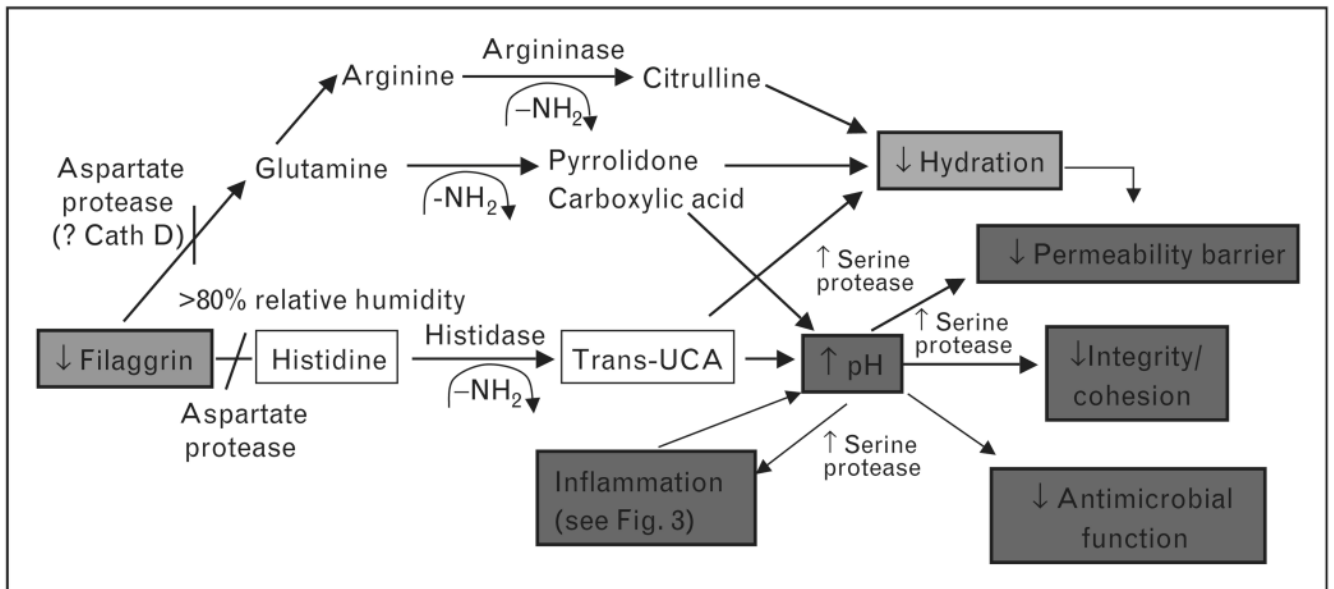 Argininase
Arginine
Citrulline
–NH2
Aspartate
protease
(? Cath D)
Glutamine
Pyrrolidone
Carboxylic acid
-NH2
↓ Hydration
↓ Permeability barrier
↑ Serine
protease
>80% relative humidity
↓ Filaggrin
Histidine
Histidase
–NH2
Trans-UCA
↑ pH
↑ Serine
protease
↓Integrity/
cohesion
Aspartate
protease
↑ Serine
protease
Inflammation
(see Fig. 3)
↓ Antimicrobial
function